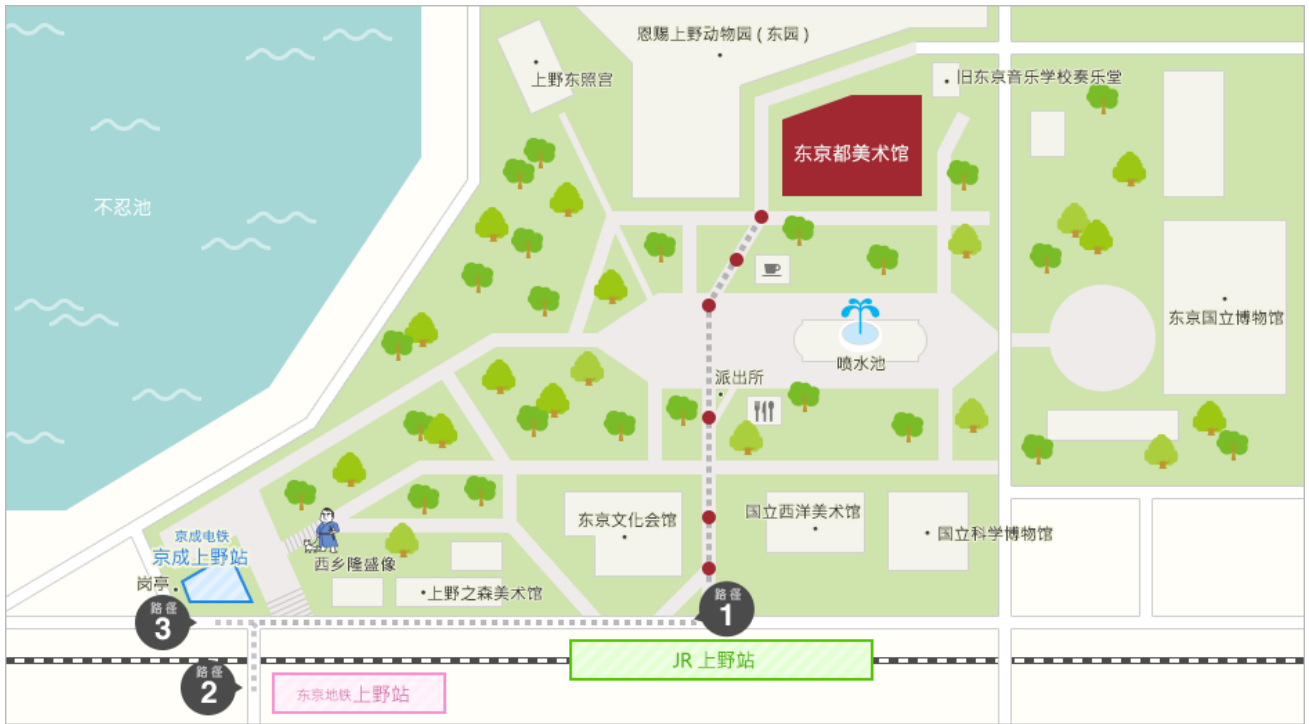 恩赐上野动物园 ( 东园 )
上野东照宫
旧东京音乐学校奏乐堂
东京都美术馆
不忍池
东京国立博物馆
喷水池
派出所
东京文化会馆
国立西洋美术馆
国立科学博物馆
京成电铁
京成上野站
西乡隆盛像
岗亭
上野之森美术馆
路径
1
路径
3
JR 上野站
路径
2
东京地铁 上野站